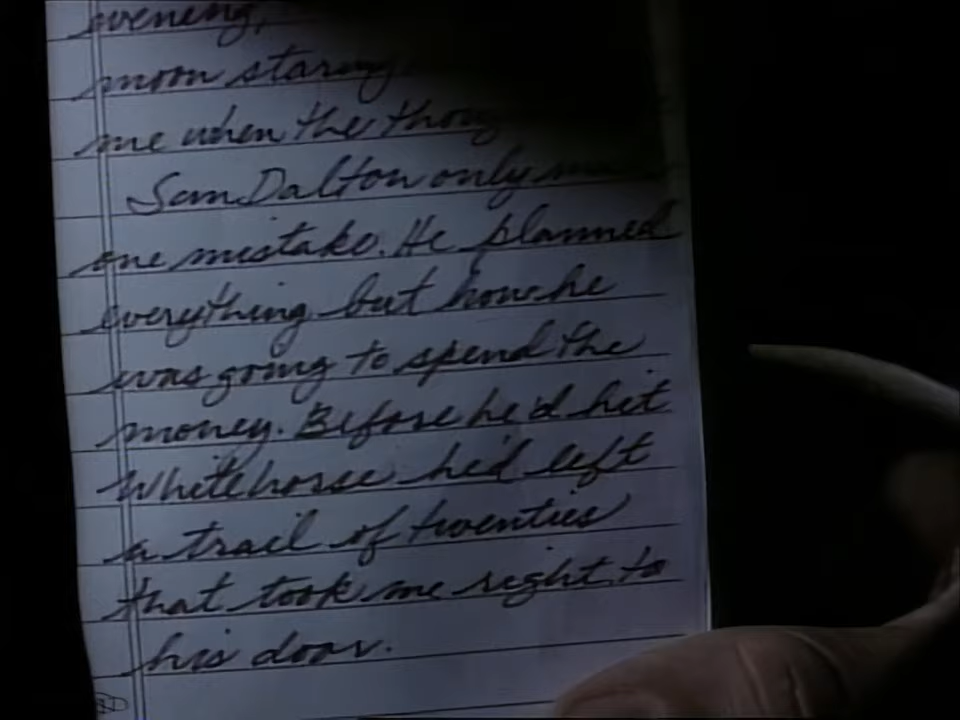 evening,
moon staring
me when the
Sam Dalton only
one mistake. He planned
everything but how he
was going to spend the
money. Before he'd hit
Whitehorse he'd left
a trail of twenties
that took me right to
his door.